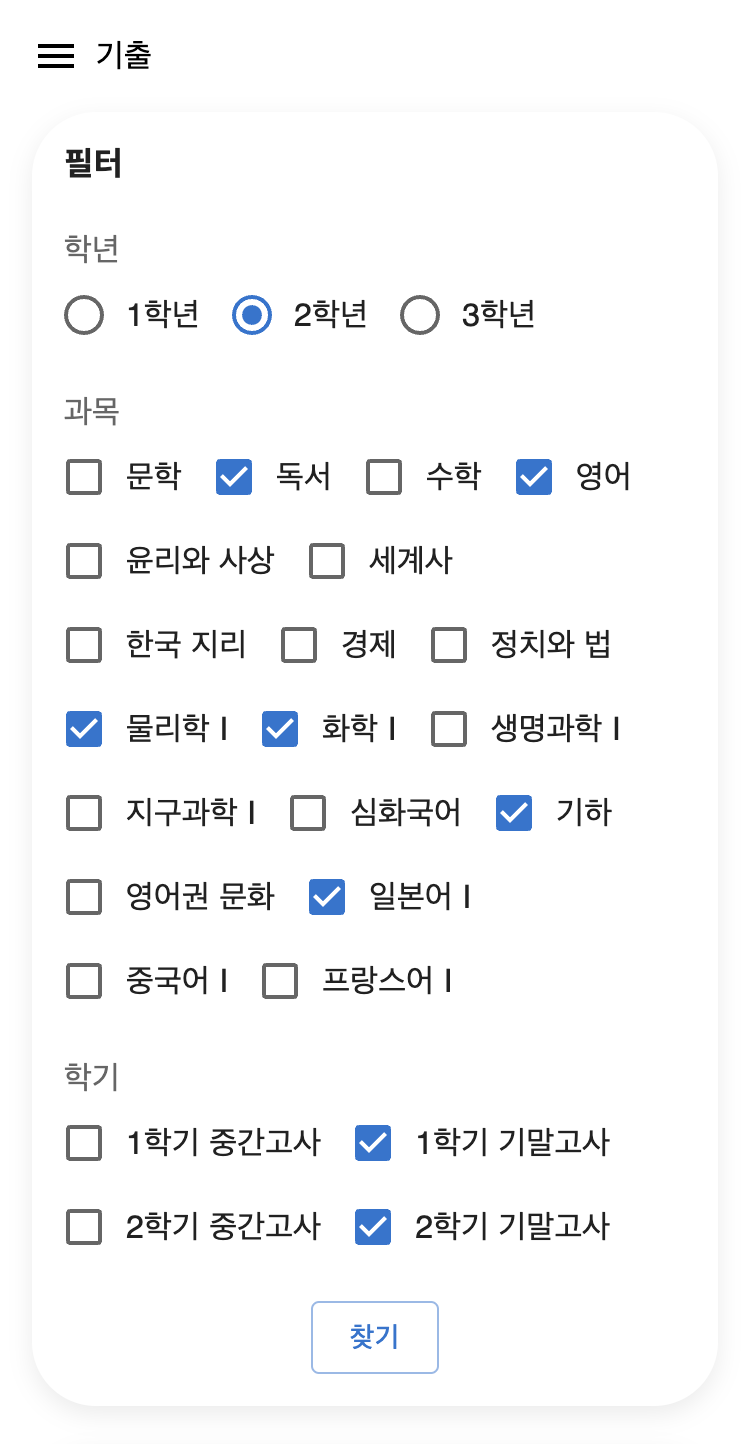 기출
필터
학년
1학년 2학년 3학년
과목
문학 독서 수학 영어
윤리와 사상 세계사
한국 지리 경제 정치와 법
물리학 I 화학 I 생명과학 I
지구과학 I 심화국어 기하
영어권 문화 일본어 I
중국어 I 프랑스어 I
학기
1학기 중간고사 1학기 기말고사
2학기 중간고사 2학기 기말고사
찾기